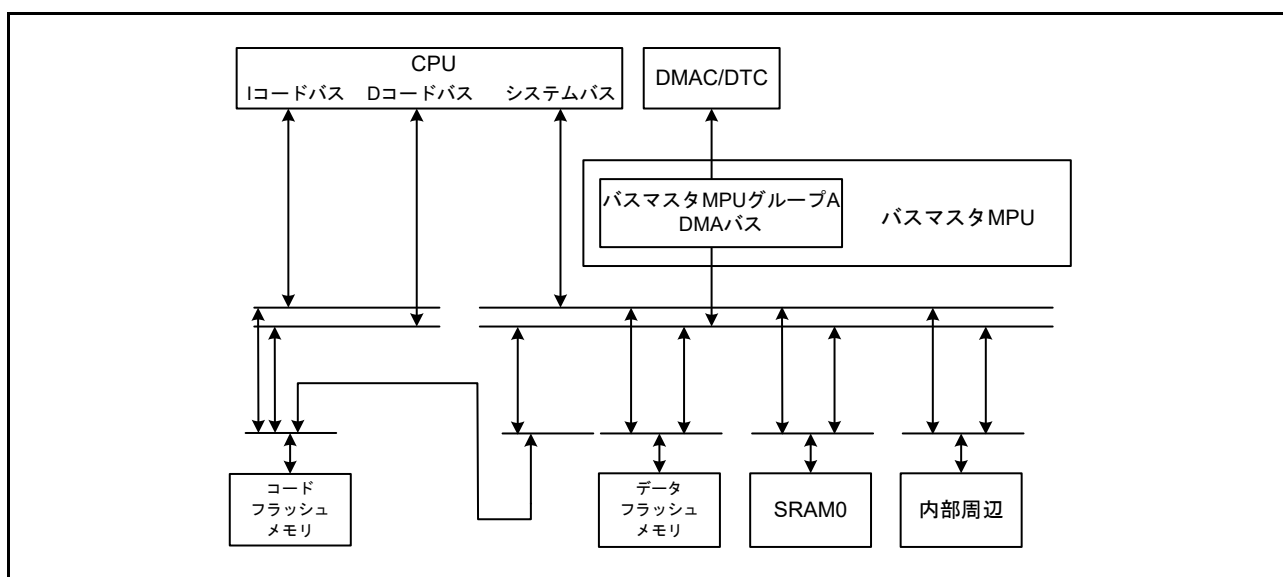 CPU
Iコードバス Dコードバス システムバス
DMAC/DTC
バスマスタMPUグループA
DMAバス
バスマスタMPU
コード
フラッシュ
メモリ
データ
フラッシュ
メモリ
SRAM0
内部周辺